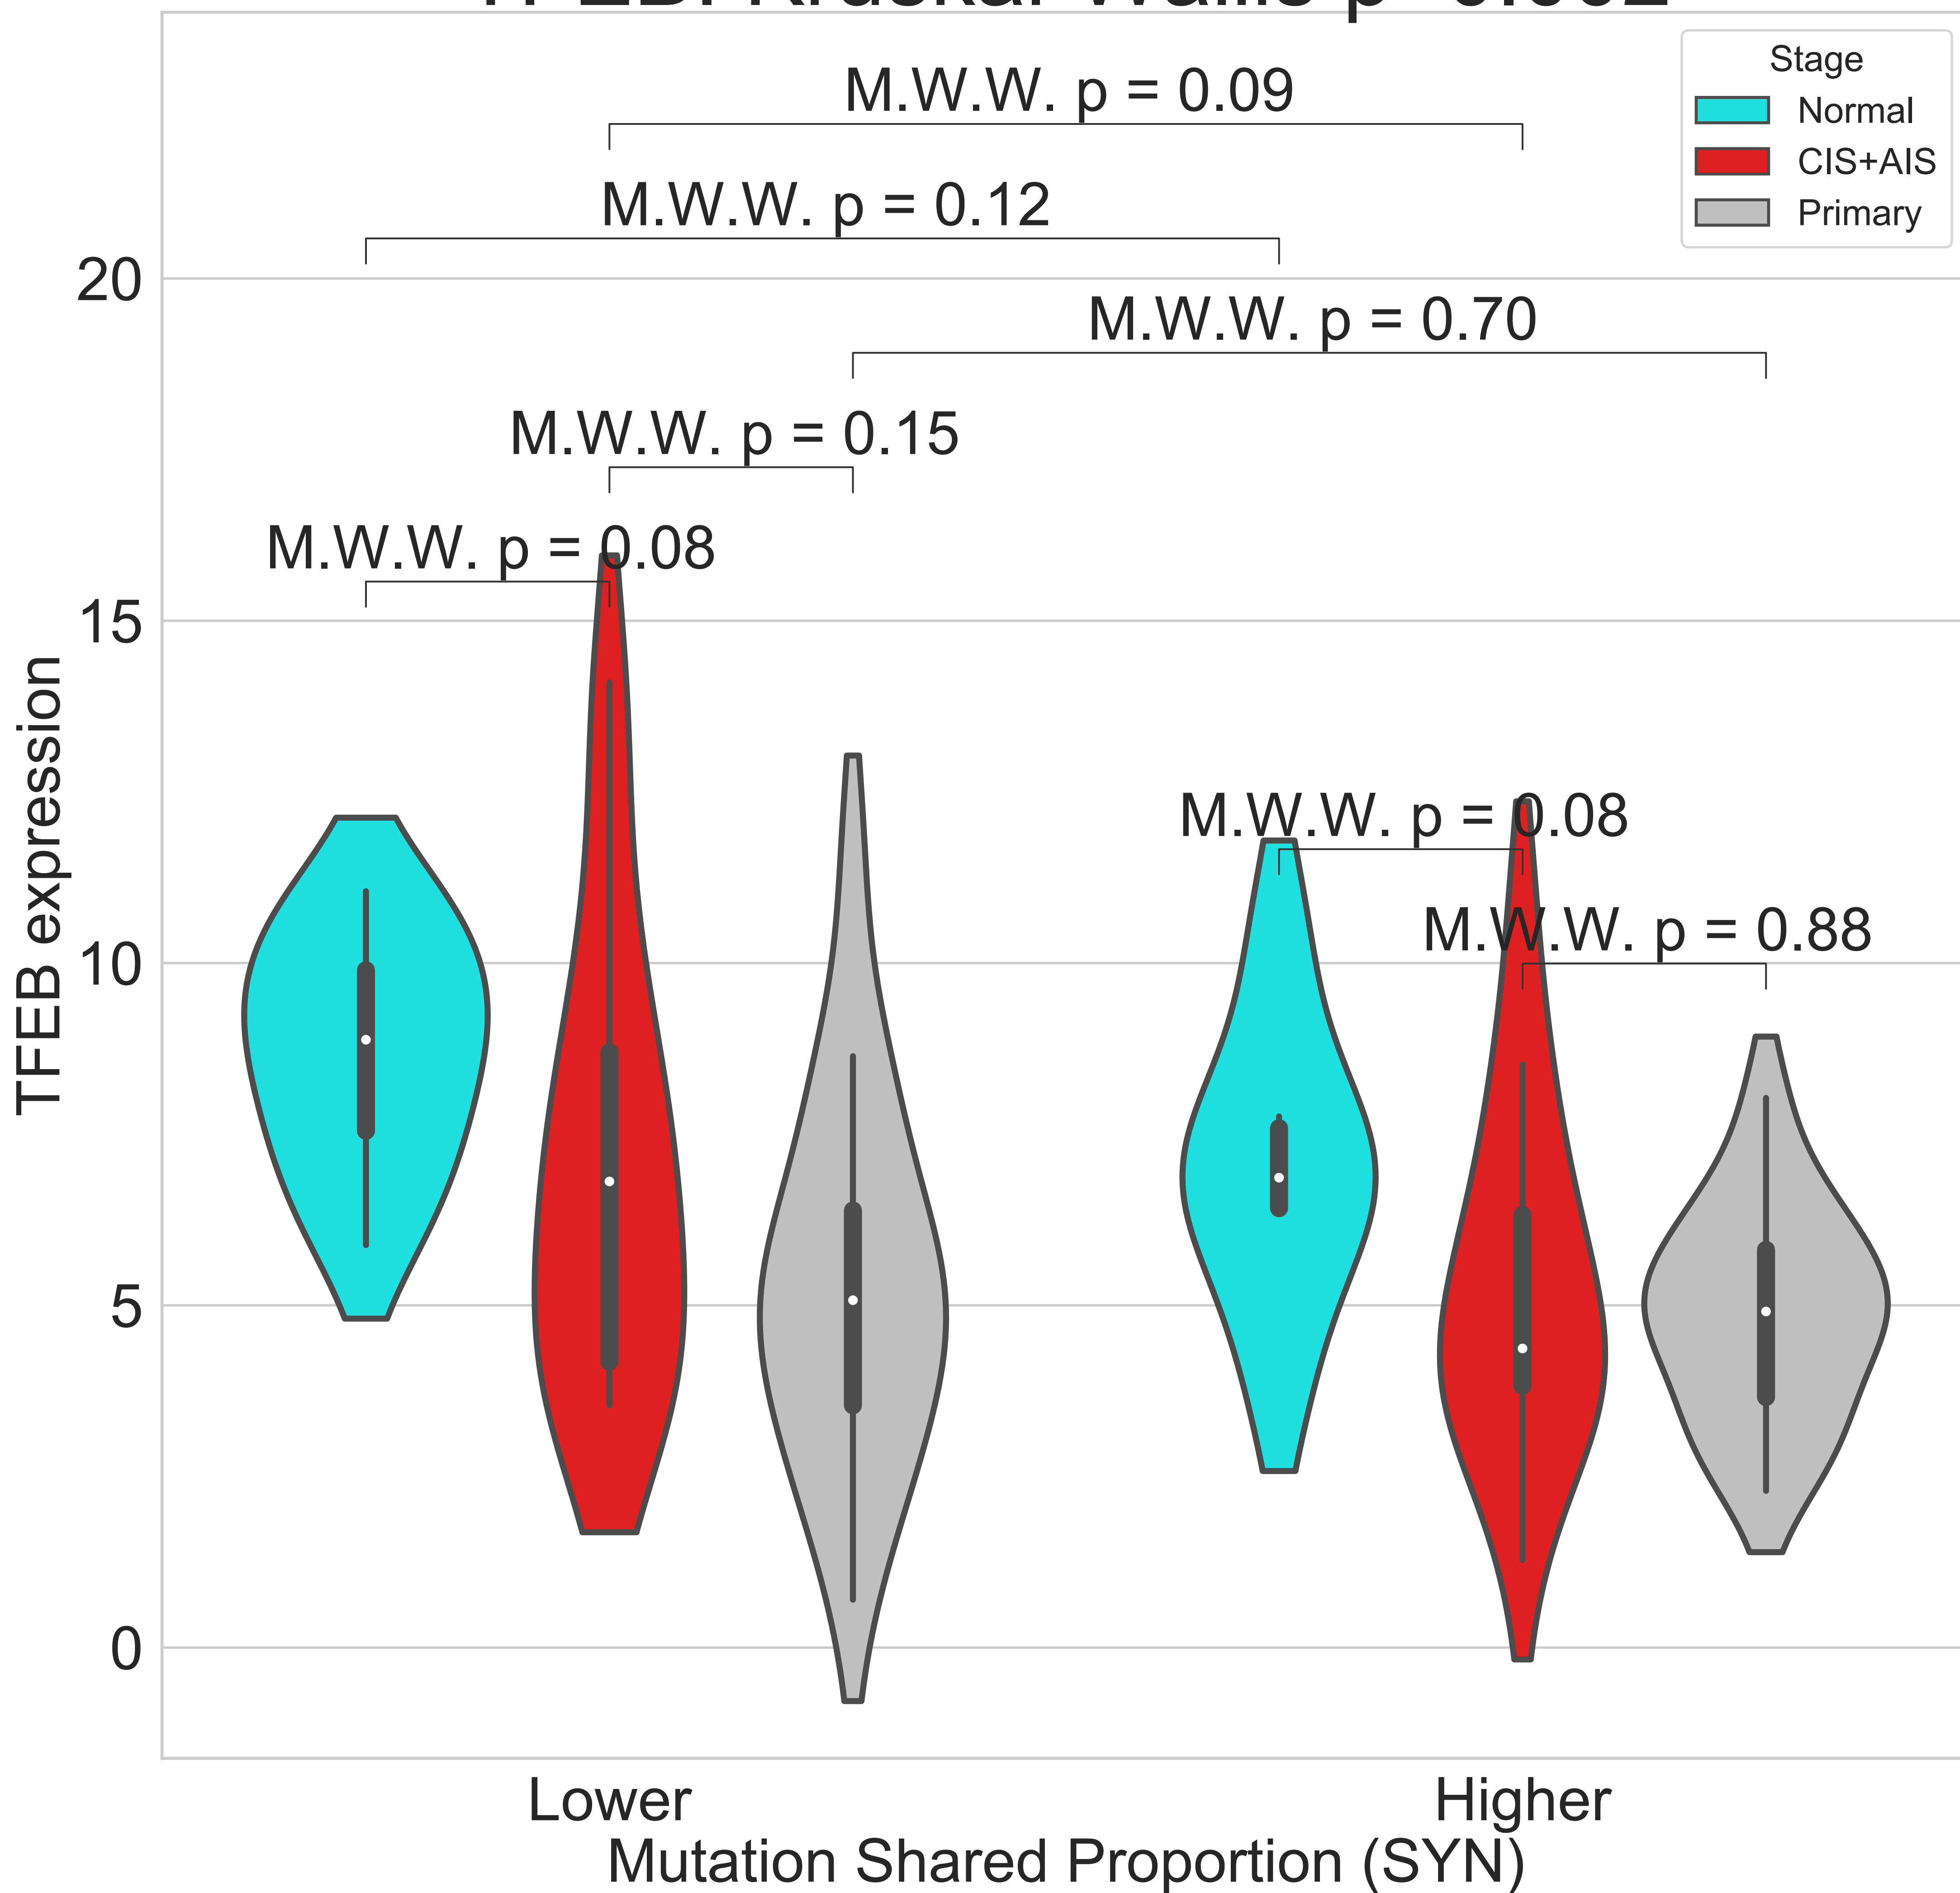 Stage
Normal
CIS+AIS
Primary
M.W.W. p = 0.09
M.W.W. p = 0.12
M.W.W. p = 0.70
M.W.W. p = 0.15
M.W.W. p = 0.08
M.W.W. p = 0.08
M.W.W. p = 0.88
20
15
10
5
0
TFEB expression
Lower
Higher
Mutation Shared Proportion (SYN)